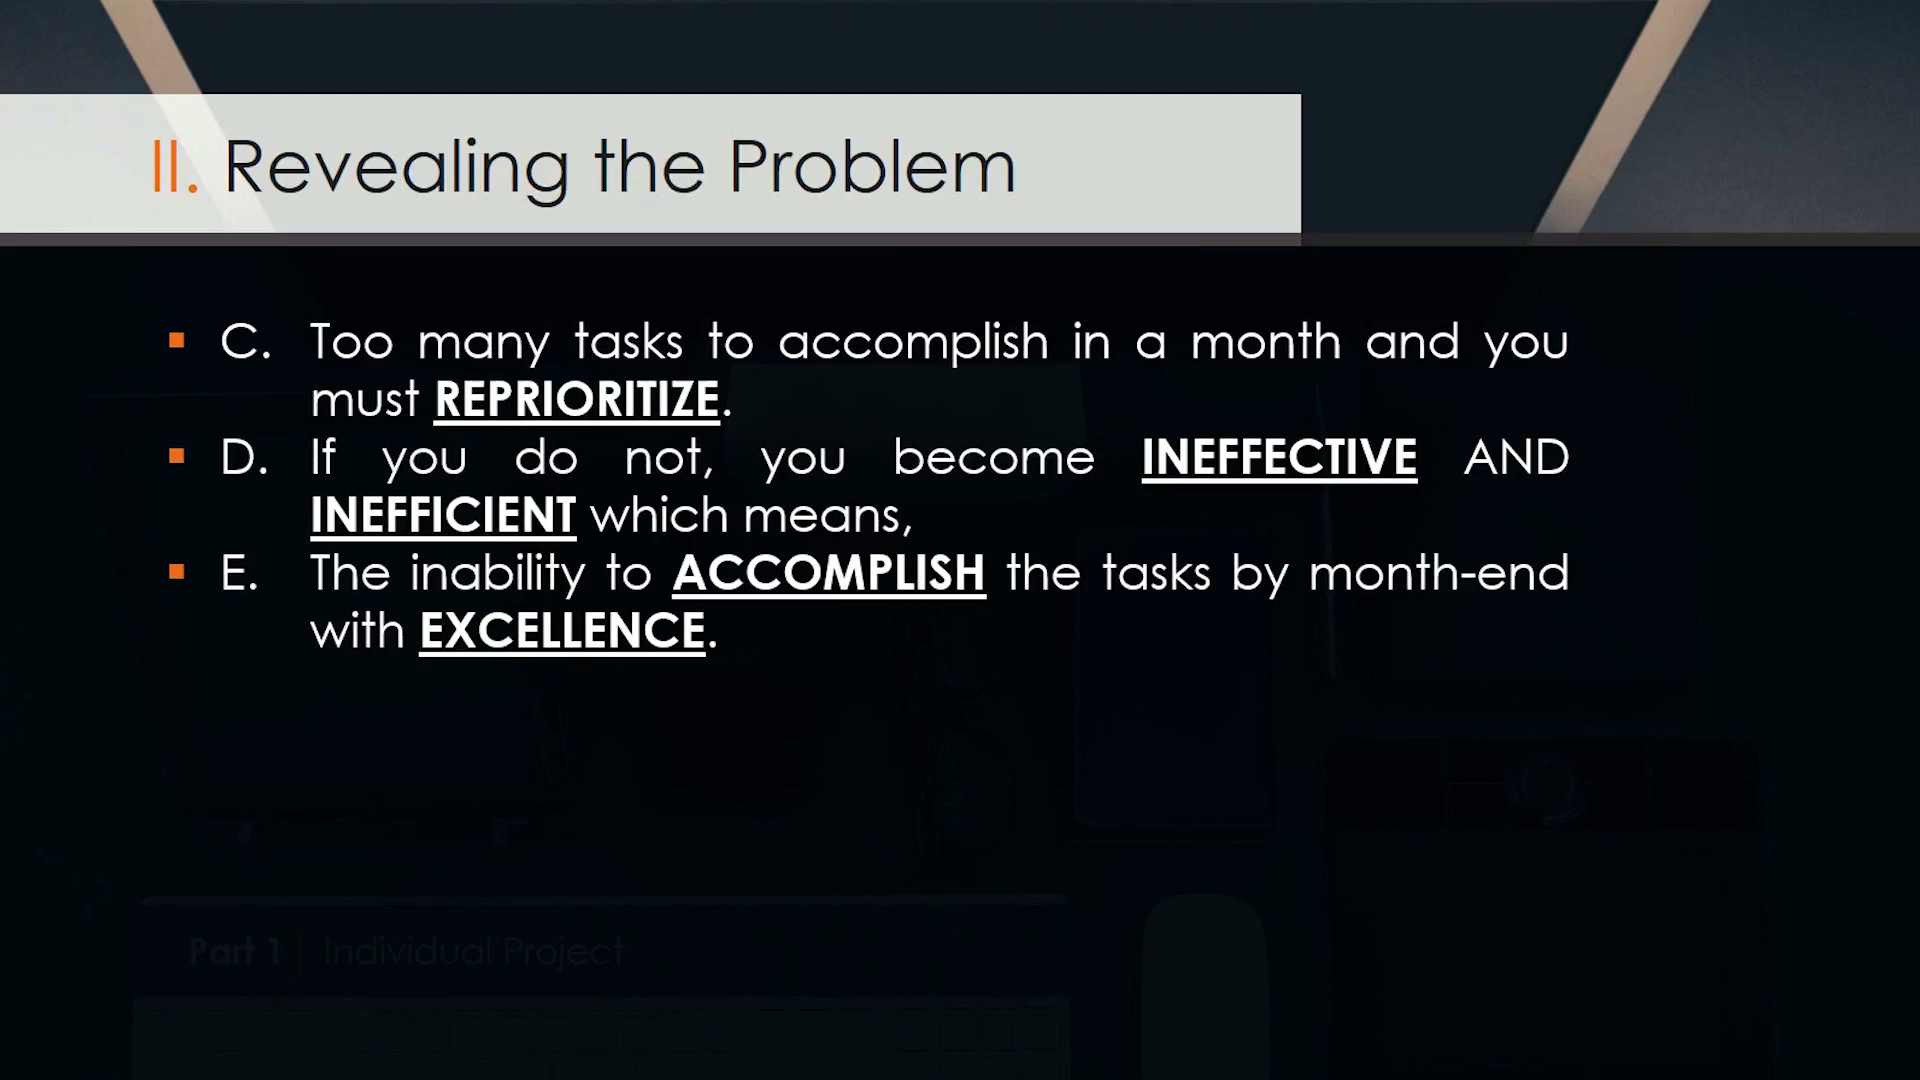 II. Revealing the Problem
C. Too many tasks to accomplish in a month and you
must REPRIORITIZE.
D. If you do not, you become INEFFECTIVE AND
INEFFICIENT which means,
E. The inability to ACCOMPLISH the tasks by month-end
with EXCELLENCE.
Part 1 | Individual Project